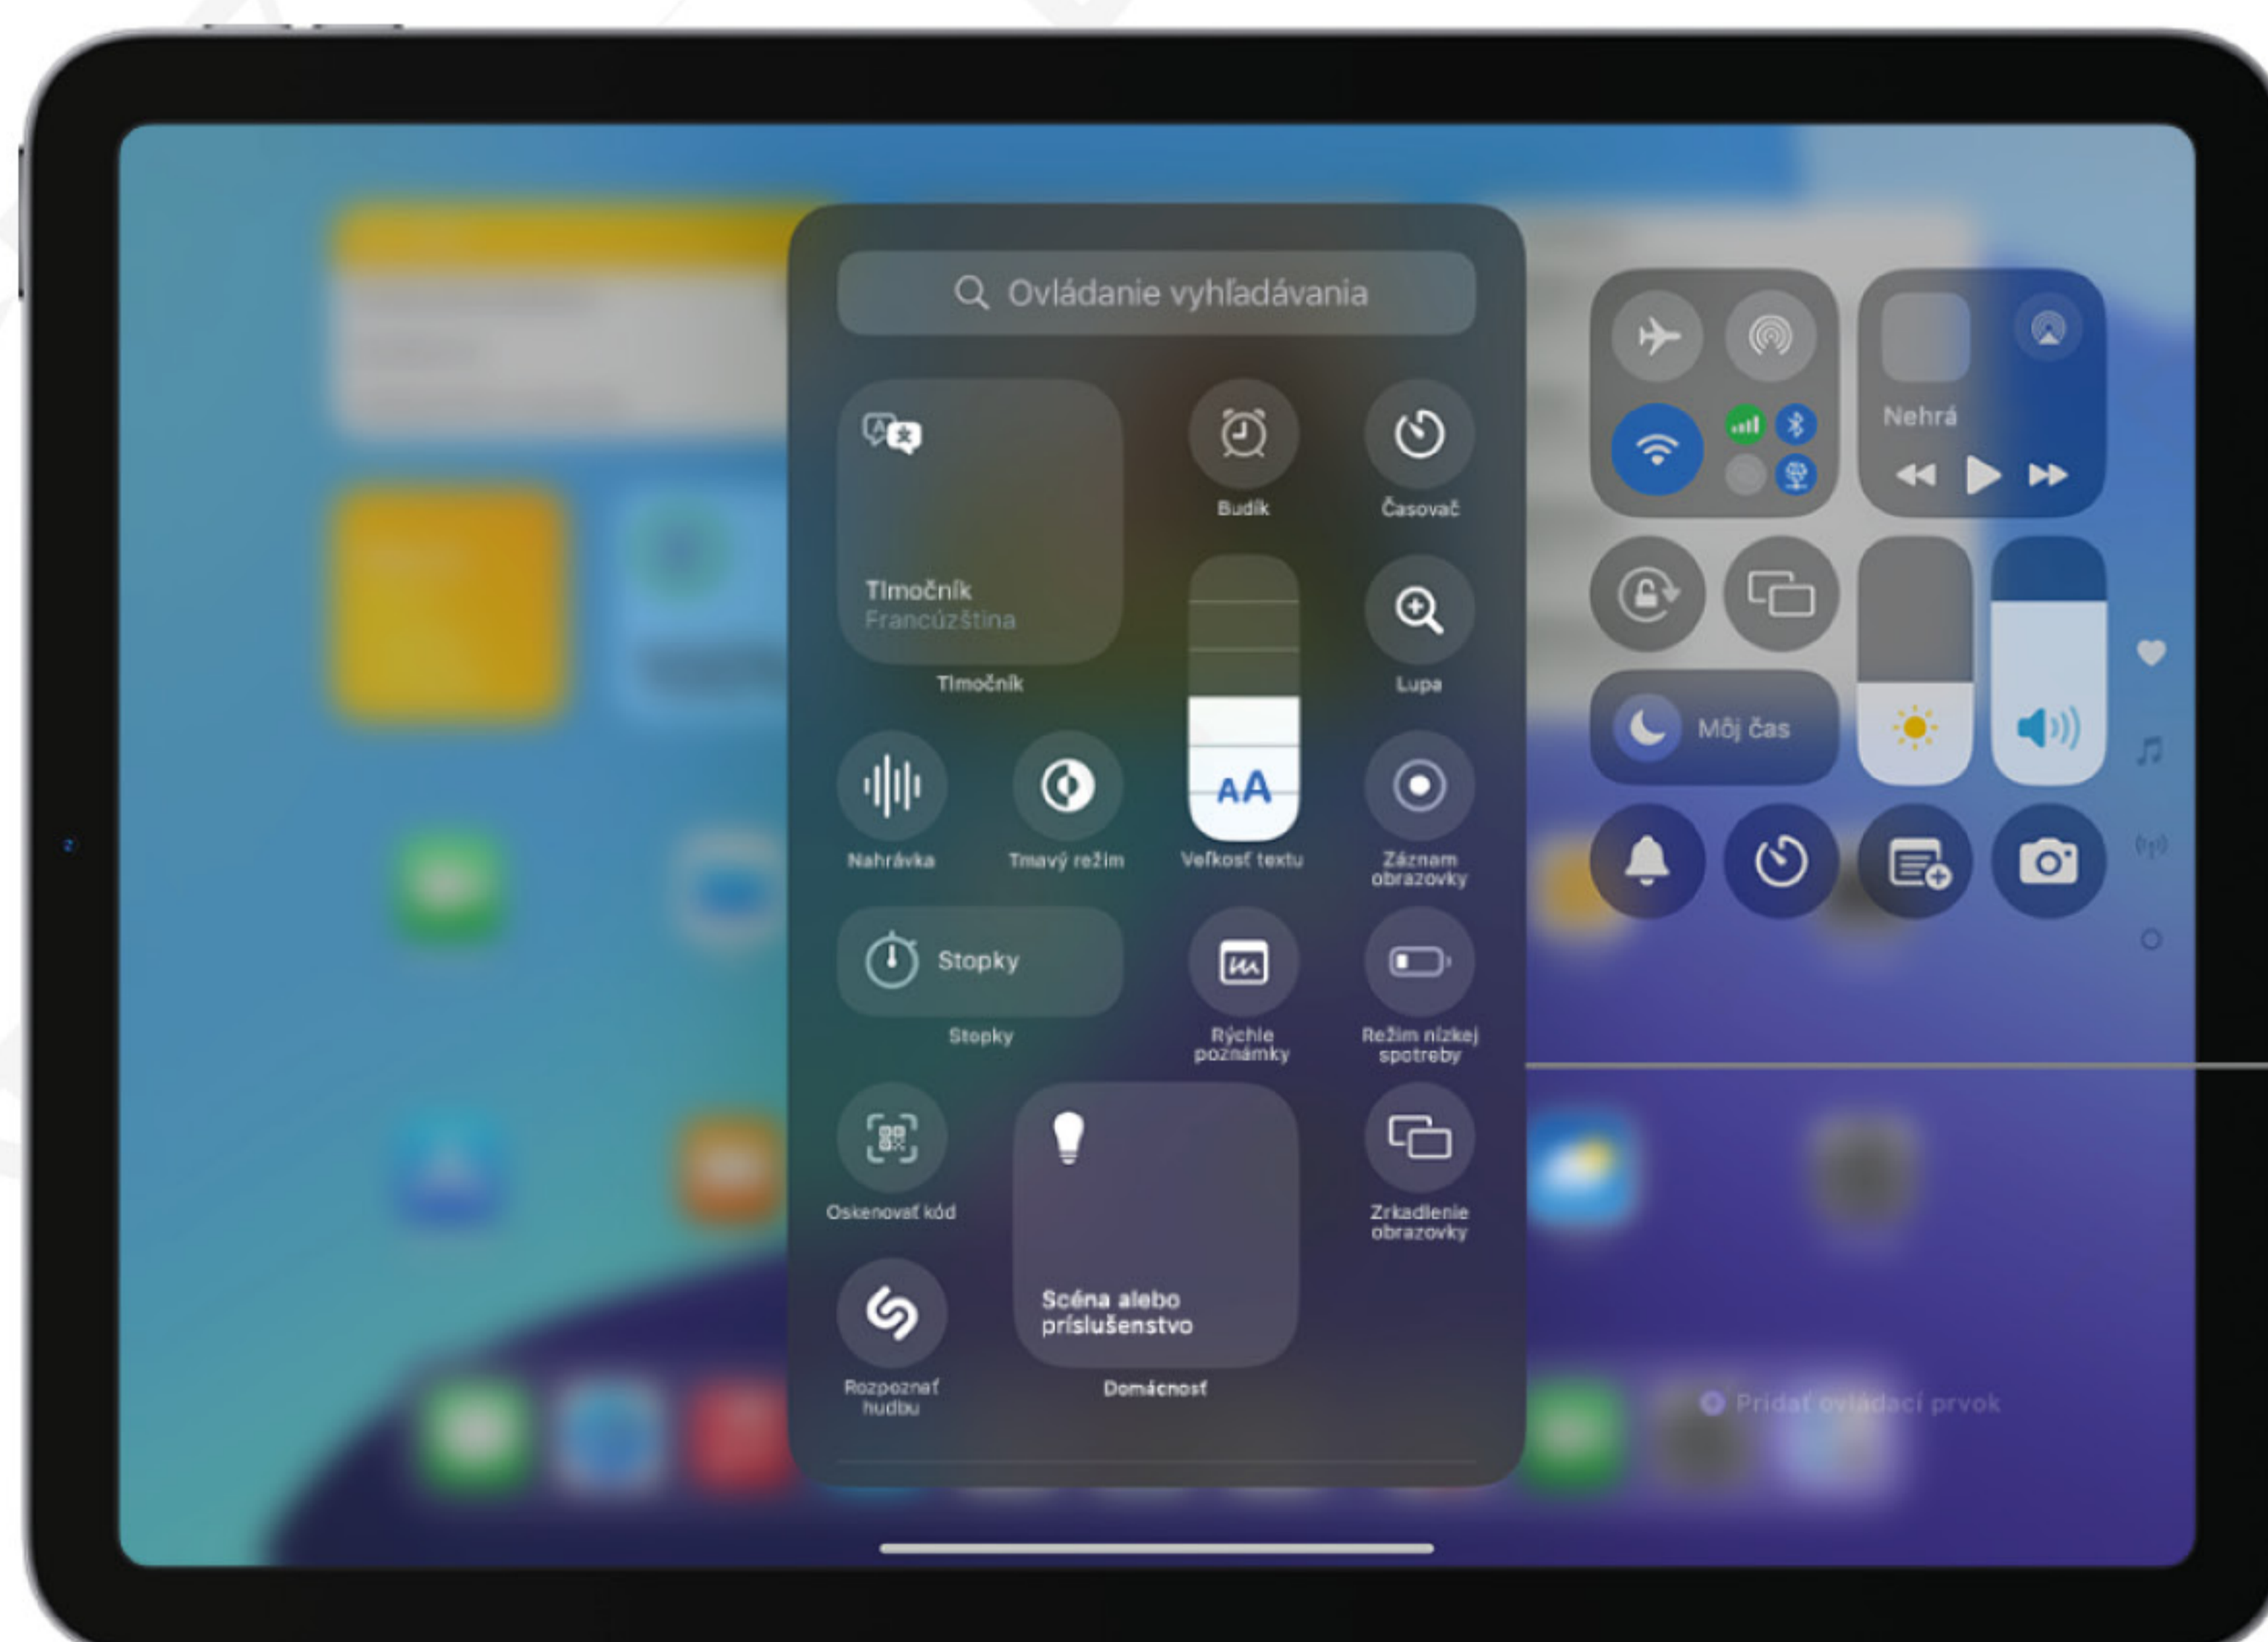 Ovládanie vyhľadávania
Tlmočník
Francúzština
Tlmočník
Budík
Časovač
Lupa
Nahrávka
Tmavý režim
AA
Veľkosť textu
Záznam
obrazovky
Stopky
Stopky
Rýchle
poznámky
Režim nízkej
spotreby
Oskenovať kód
Scéna alebo
príslušenstvo
Domácnosť
Zrkadlenie
obrazovky
Rozpoznať
hudbu
Nehrá
Môj čas
Pridať ovládací prvok